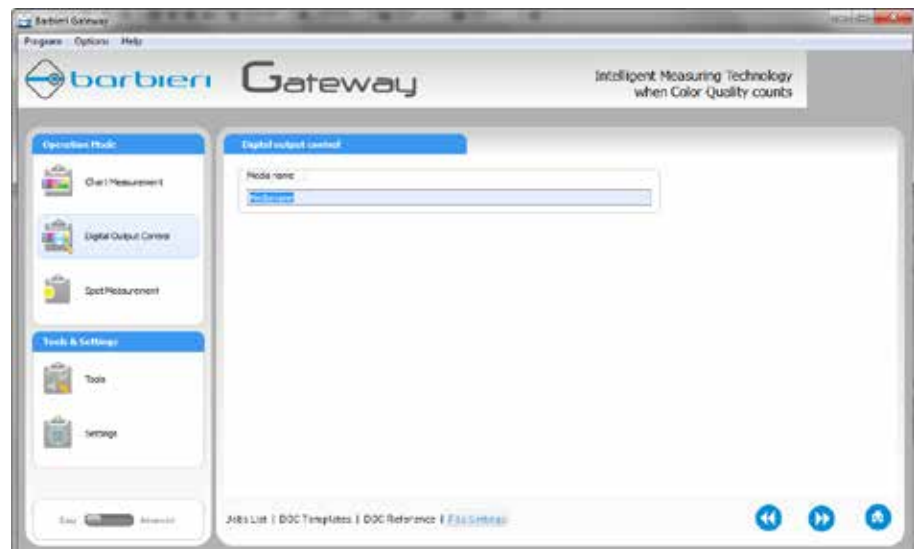 Barbieri Gateway
Program Options Help
barbieri Gateway
Intelligent Measuring Technology
when Color Quality counts
Operation Mode
Chart Measurement
Digital Output Control
Spot Measurement
Tools & Settings
Tools
Settings
Easy Advanced
Digital output control
Media name
Jobs List | DOC Templates | DOC Reference | File Settings